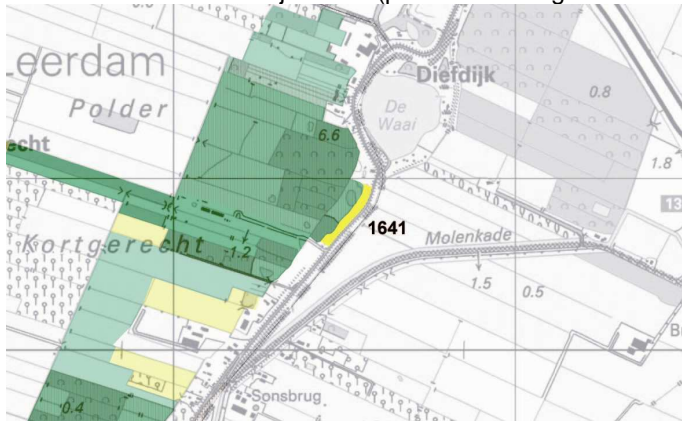 Diefdijk
eerdam
Polder
De
Waai
0.8
6.6
echt
1.8
13
1641
Kortgerecht
1.2
Molenkade
1.5
0.5
0.4
Sonsbrug